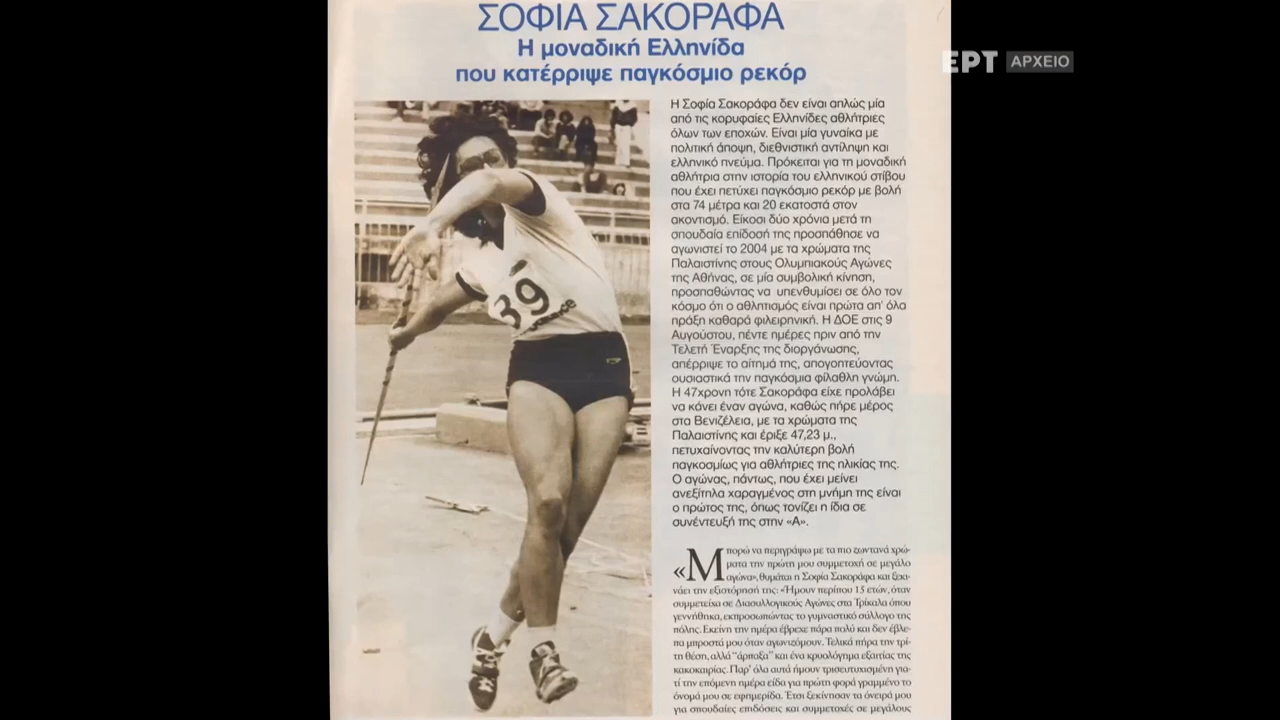 ΣΟΦΙΑ ΣΑΚΟΡΑΦΑ
Η μοναδική Ελληνίδα
που κατέρριψε παγκόσμιο ρεκόρ
ΕΡΤ ΑΡΧΕΙΟ
Η Σοφία Σακοράφα δεν είναι απλώς μία
από τις κορυφαίες Ελληνίδες αθλήτριες
όλων των εποχών. Είναι μία γυναίκα με
πολιτική άποψη, διεθνιστική αντίληψη και
ελληνικό πνεύμα. Πρόκειται για τη μοναδική
αθλήτρια στην ιστορία του ελληνικού στίβου
που έχει πετύχει παγκόσμιο ρεκόρ με βολή
στα 74 μέτρα και 20 εκατοστά στον
ακοντισμό. Είκοσι δύο χρόνια μετά τη
σπουδαία επίδοσή της προσπάθησε να
αγωνιστεί το 2004 με τα χρώματα της
Παλαιστίνης στους Ολυμπιακούς Αγώνες
της Αθήνας, σε μία συμβολική κίνηση,
προσπαθώντας να υπενθυμίσει σε όλο τον
κόσμο ότι ο αθλητισμός είναι πρώτα απ' όλα
πράξη καθαρά φιλειρηνική. Η ΔΟΕ στις 9
Αυγούστου, πέντε ημέρες πριν από την
Τελετή Έναρξης της διοργάνωσης,
απέρριψε το αίτημά της, απογοητεύοντας
ουσιαστικά την παγκόσμια φίλαθλη γνώμη.
Η 47χρονη τότε Σακοράφα είχε προλάβει
να κάνει έναν αγώνα, καθώς πήρε μέρος
στα Βενιζέλεια, με τα χρώματα της
Παλαιστίνης και έριξε 47,23 μ.,
πετυχαίνοντας την καλύτερη βολή
παγκοσμίως για αθλήτριες της ηλικίας της.
Ο αγώνας, πάντως, που έχει μείνει
ανεξίτηλα χαραγμένος στη μνήμη της είναι
ο πρώτος της, όπως τονίζει η ίδια σε
συνέντευξή της στην «Α».
39
«Μπορώ να περιγράψω με τα πιο ζωντανά χρώ-
ματα την πρώτη μου συμμετοχή σε μεγάλο
αγώνα», θυμάται η Σοφία Σακοράφα και ξεκι-
νάει την εξιστόρησή της: «Ήμουν περίπου 15 ετών, όταν
συμμετείχα σε Διασυλλογικούς Αγώνες στα Τρίκαλα όπου
γεννήθηκα, εκπροσωπώντας το γυμναστικό σύλλογο της
πόλης. Εκείνη την ημέρα έβρεχε πάρα πολύ και δεν έβλε-
πα μπροστά μου όταν αγωνιζόμουν. Τελικά πήρα την τρί-
τη θέση, αλλά "άρπαξα" και ένα κρυολόγημα εξαιτίας της
κακοκαιρίας. Παρ' όλα αυτά ήμουν τρισευτυχισμένη για-
τί την επόμενη ημέρα είδα για πρώτη φορά γραμμένο το
όνομά μου σε εφημερίδα. Έτσι ξεκίνησαν τα όνειρά μου
για σπουδαίες επιδόσεις και συμμετοχές σε μεγάλους